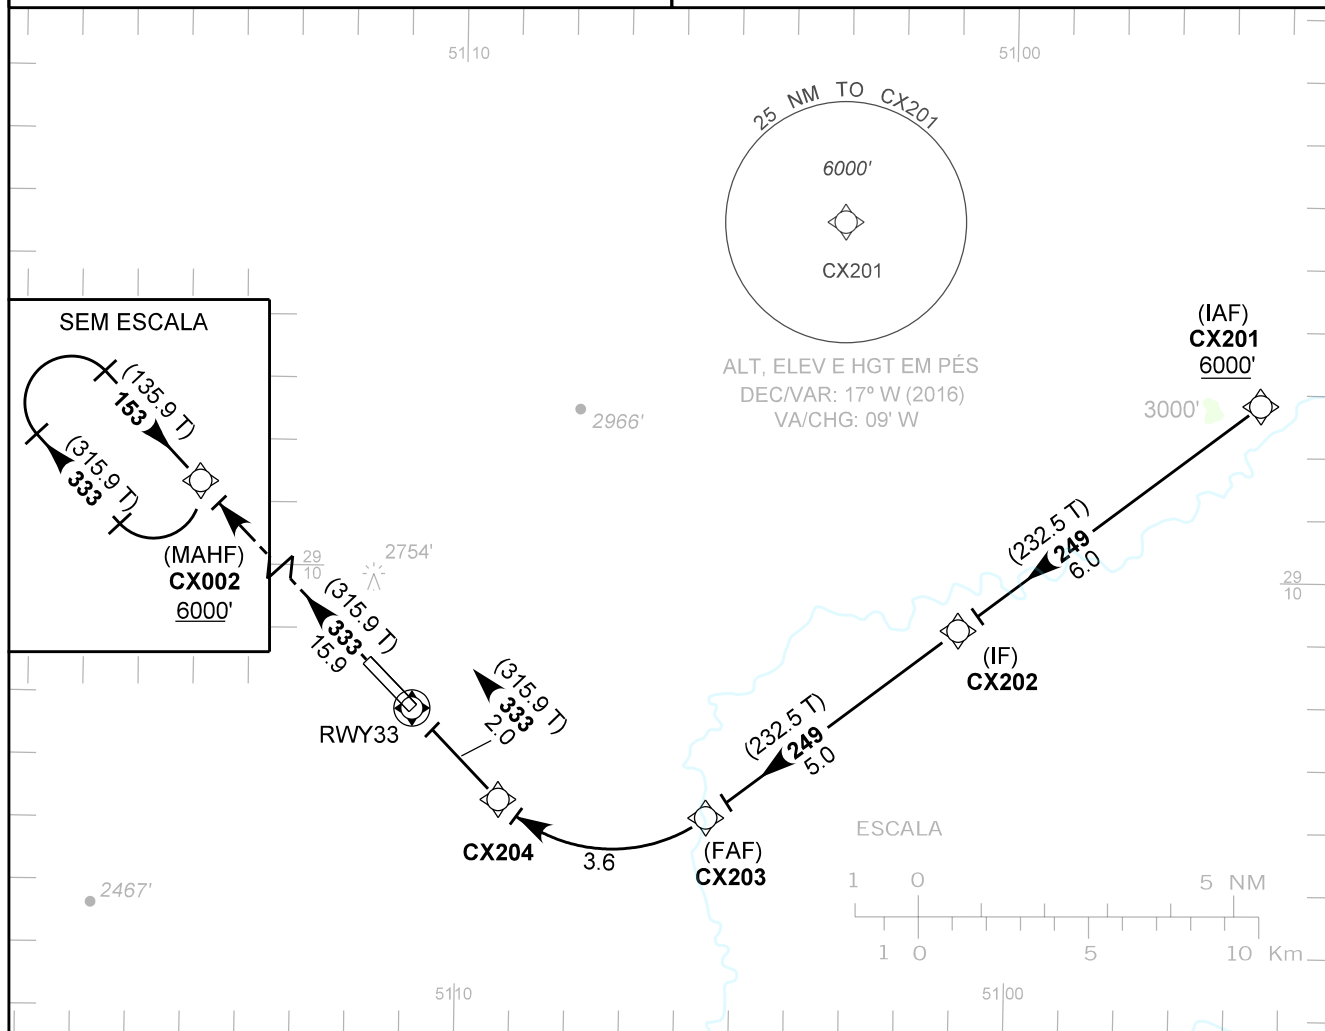 51 10
51 00
25 NM TO CX201
6000'
CX201
(IAF)
CX201
6000'
SEM ESCALA
ALT, ELEV E HGT EM PÉS
DEC/VAR: 17º W (2016)
VA/CHG: 09' W
3000'
2966'
(135.9 T)
153
(315.9 T)
333
(MAHF)
CX002
6000'
29
10
2754'
(232.5 T)
249
6.0
29
10
(315.9 T)
333
15.9
(IF)
CX202
RWY33
(315.9 T)
333
2.0
(232.5 T)
249
5.0
CX204
3.6
(FAF)
CX203
ESCALA
1 0 5 NM
1 0 5 10 Km
2467'
51 10
51 00